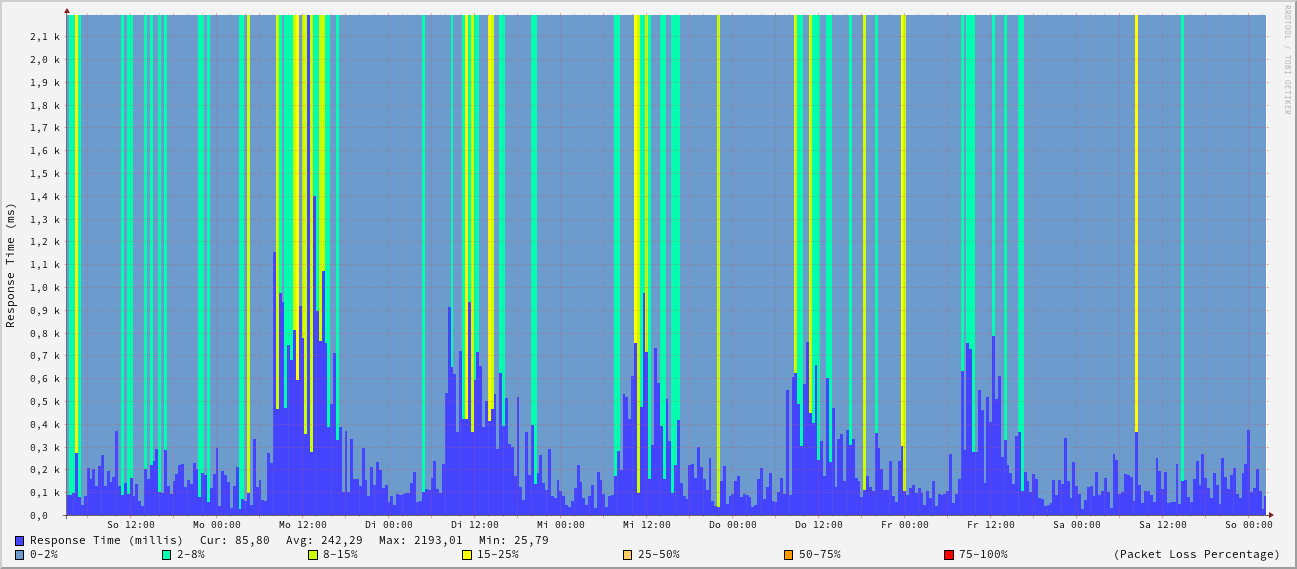 RRDTOOL / TOBI OETIKER
Response Time (ms)
2,1 k
2,0 k
1,9 k
1,8 k
1,7 k
1,6 k
1,5 k
1,4 k
1,3 k
1,2 k
1,1 k
1,0 k
0,9 k
0,8 k
0,7 k
0,6 k
0,5 k
0,4 k
0,3 k
0,2 k
0,1 k
0,0
So 12:00 Mo 00:00 Mo 12:00 Di 00:00 Di 12:00 Mi 00:00 Mi 12:00 Do 00:00 Do 12:00 Fr 00:00 Fr 12:00 Sa 00:00 Sa 12:00 So 00:00
Response Time (millis) Cur: 85,80 Avg: 242,29 Max: 2193,01 Min: 25,79
0-2% 2-8% 8-15% 15-25% 25-50% 50-75% 75-100% (Packet Loss Percentage)